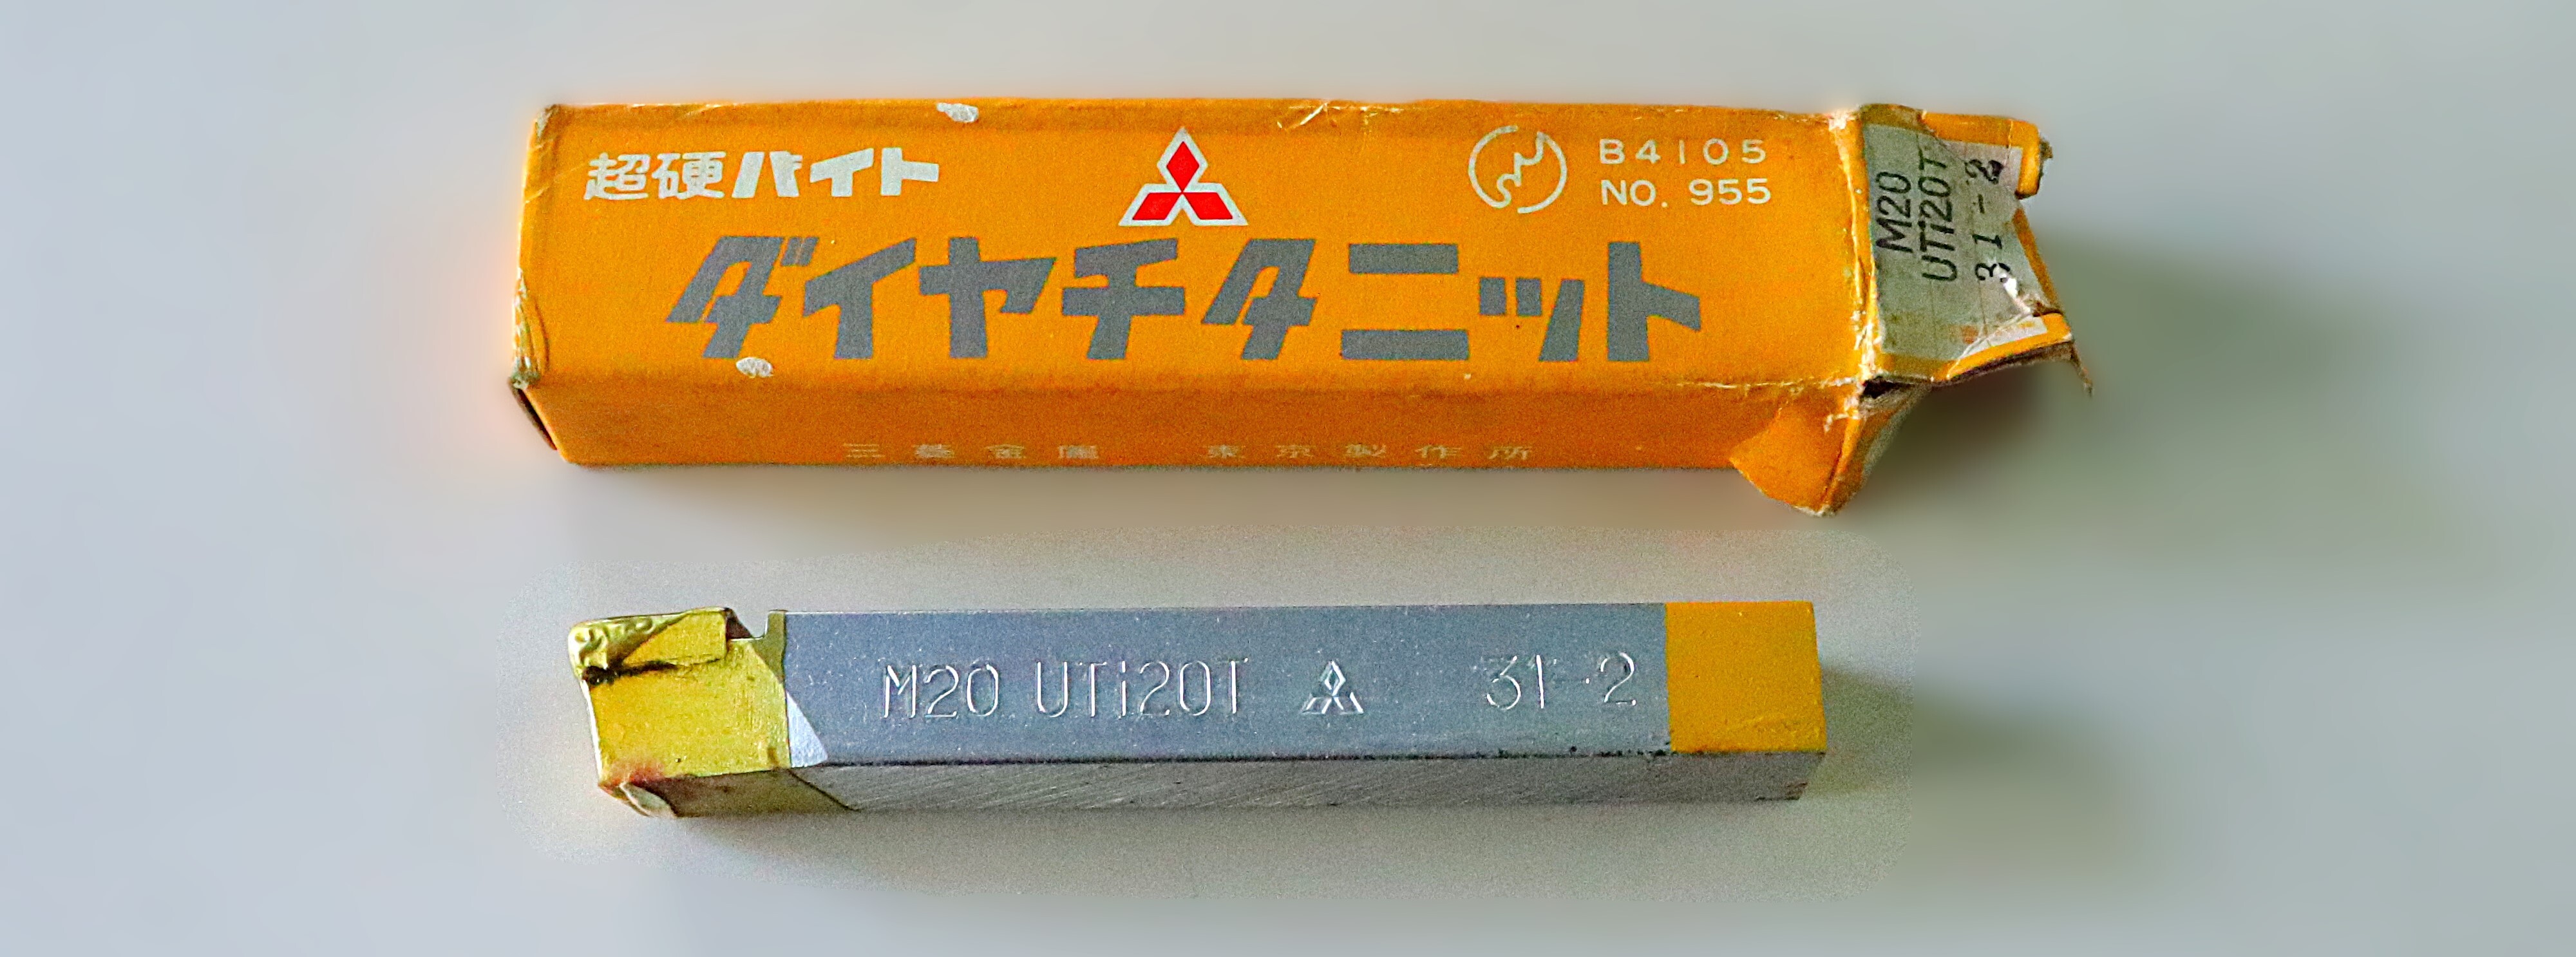 超硬バイト
B4105
NO. 955
ダイヤチタニット
三菱金属 東京製作所
M20
UTi20T
31-2
M20 UTi20T 31-2